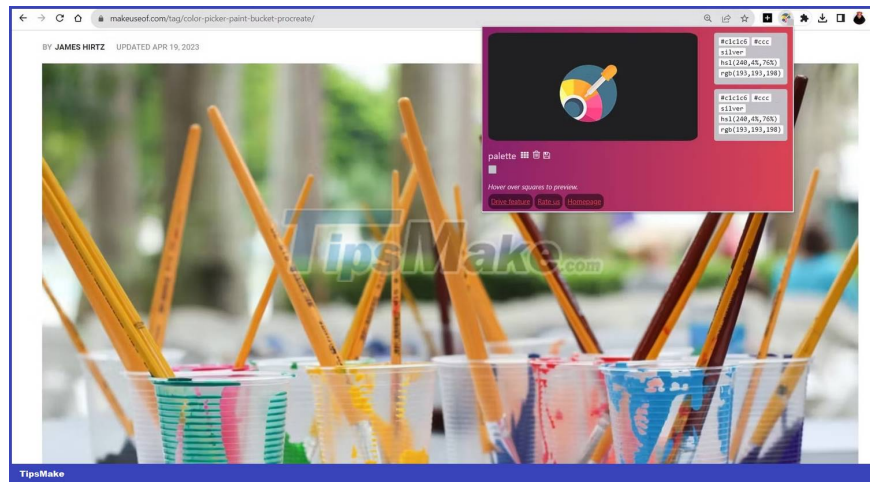 makeuseof.com/tag/color-picker-paint-bucket-procreate/
BY JAMES HIRTZ UPDATED APR 19, 2023
#c1c1c6 #ccc
silver
hsl(240,4%,76%)
rgb(193,193,198)
#c1c1c6 #ccc
silver
hsl(240,4%,76%)
rgb(193,193,198)
palette
Hover over squares to preview.
Drive feature Rate us Homepage
TipsMake.com
TipsMake